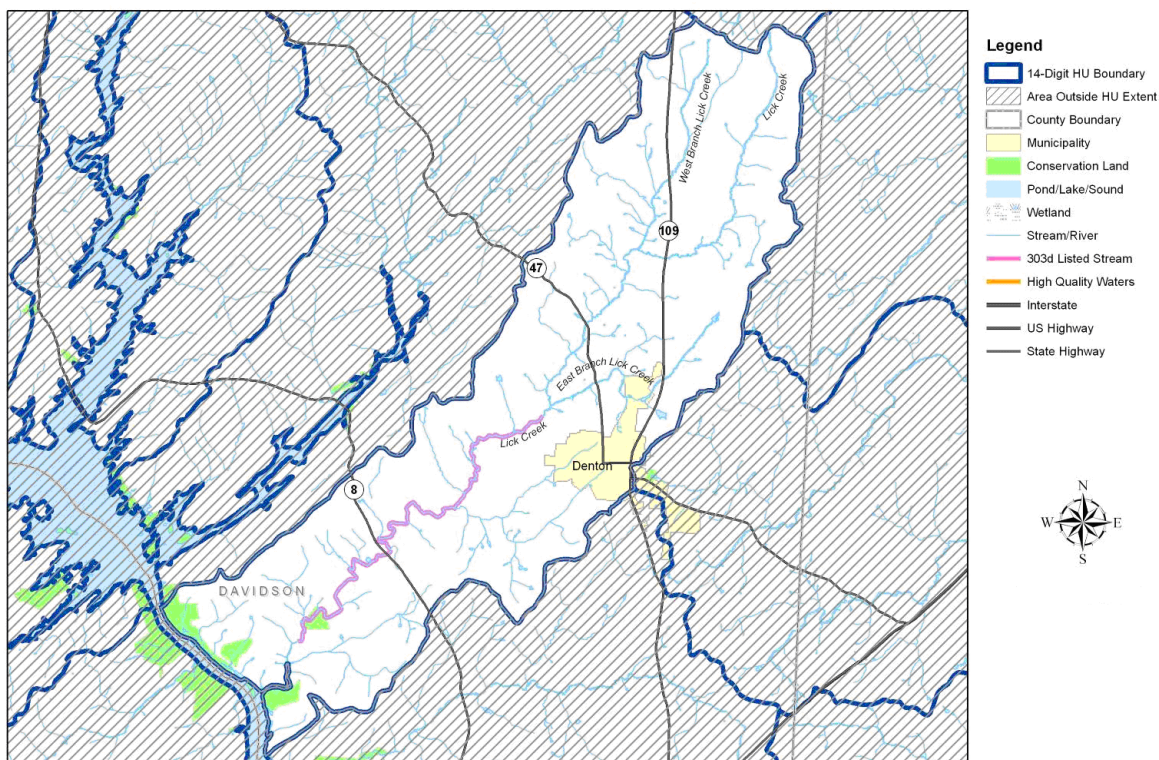 West Branch Lick Creek
Lick Creek
109
47
East Branch Lick Creek
Lick Creek
Denton
8
DAVIDSON
Legend
14-Digit HU Boundary
Area Outside HU Extent
County Boundary
Municipality
Conservation Land
Pond/Lake/Sound
Wetland
Stream/River
303d Listed Stream
High Quality Waters
Interstate
US Highway
State Highway
N
W E
S